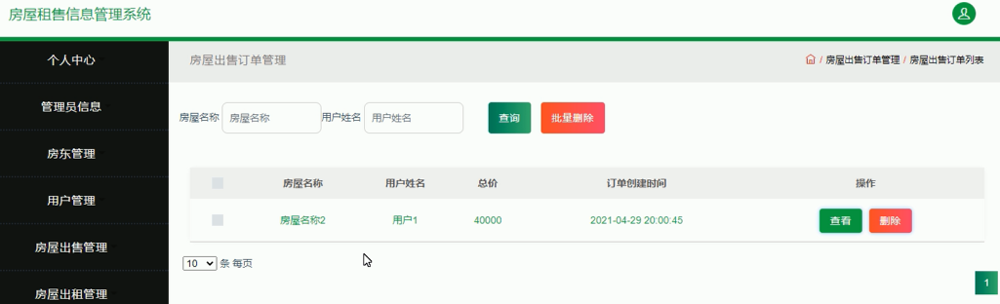 房屋租售信息管理系统
个人中心
管理员信息
房东管理
用户管理
房屋出售管理
房屋出租管理
房屋出售订单管理
/ 房屋出售订单管理 / 房屋出售订单列表
房屋名称 房屋名称 用户姓名 用户姓名 查询 批量删除
房屋名称 用户姓名 总价 订单创建时间 操作
房屋名称2 用户1 40000 2021-04-29 20:00:45 查看 删除
10 条 每页
1